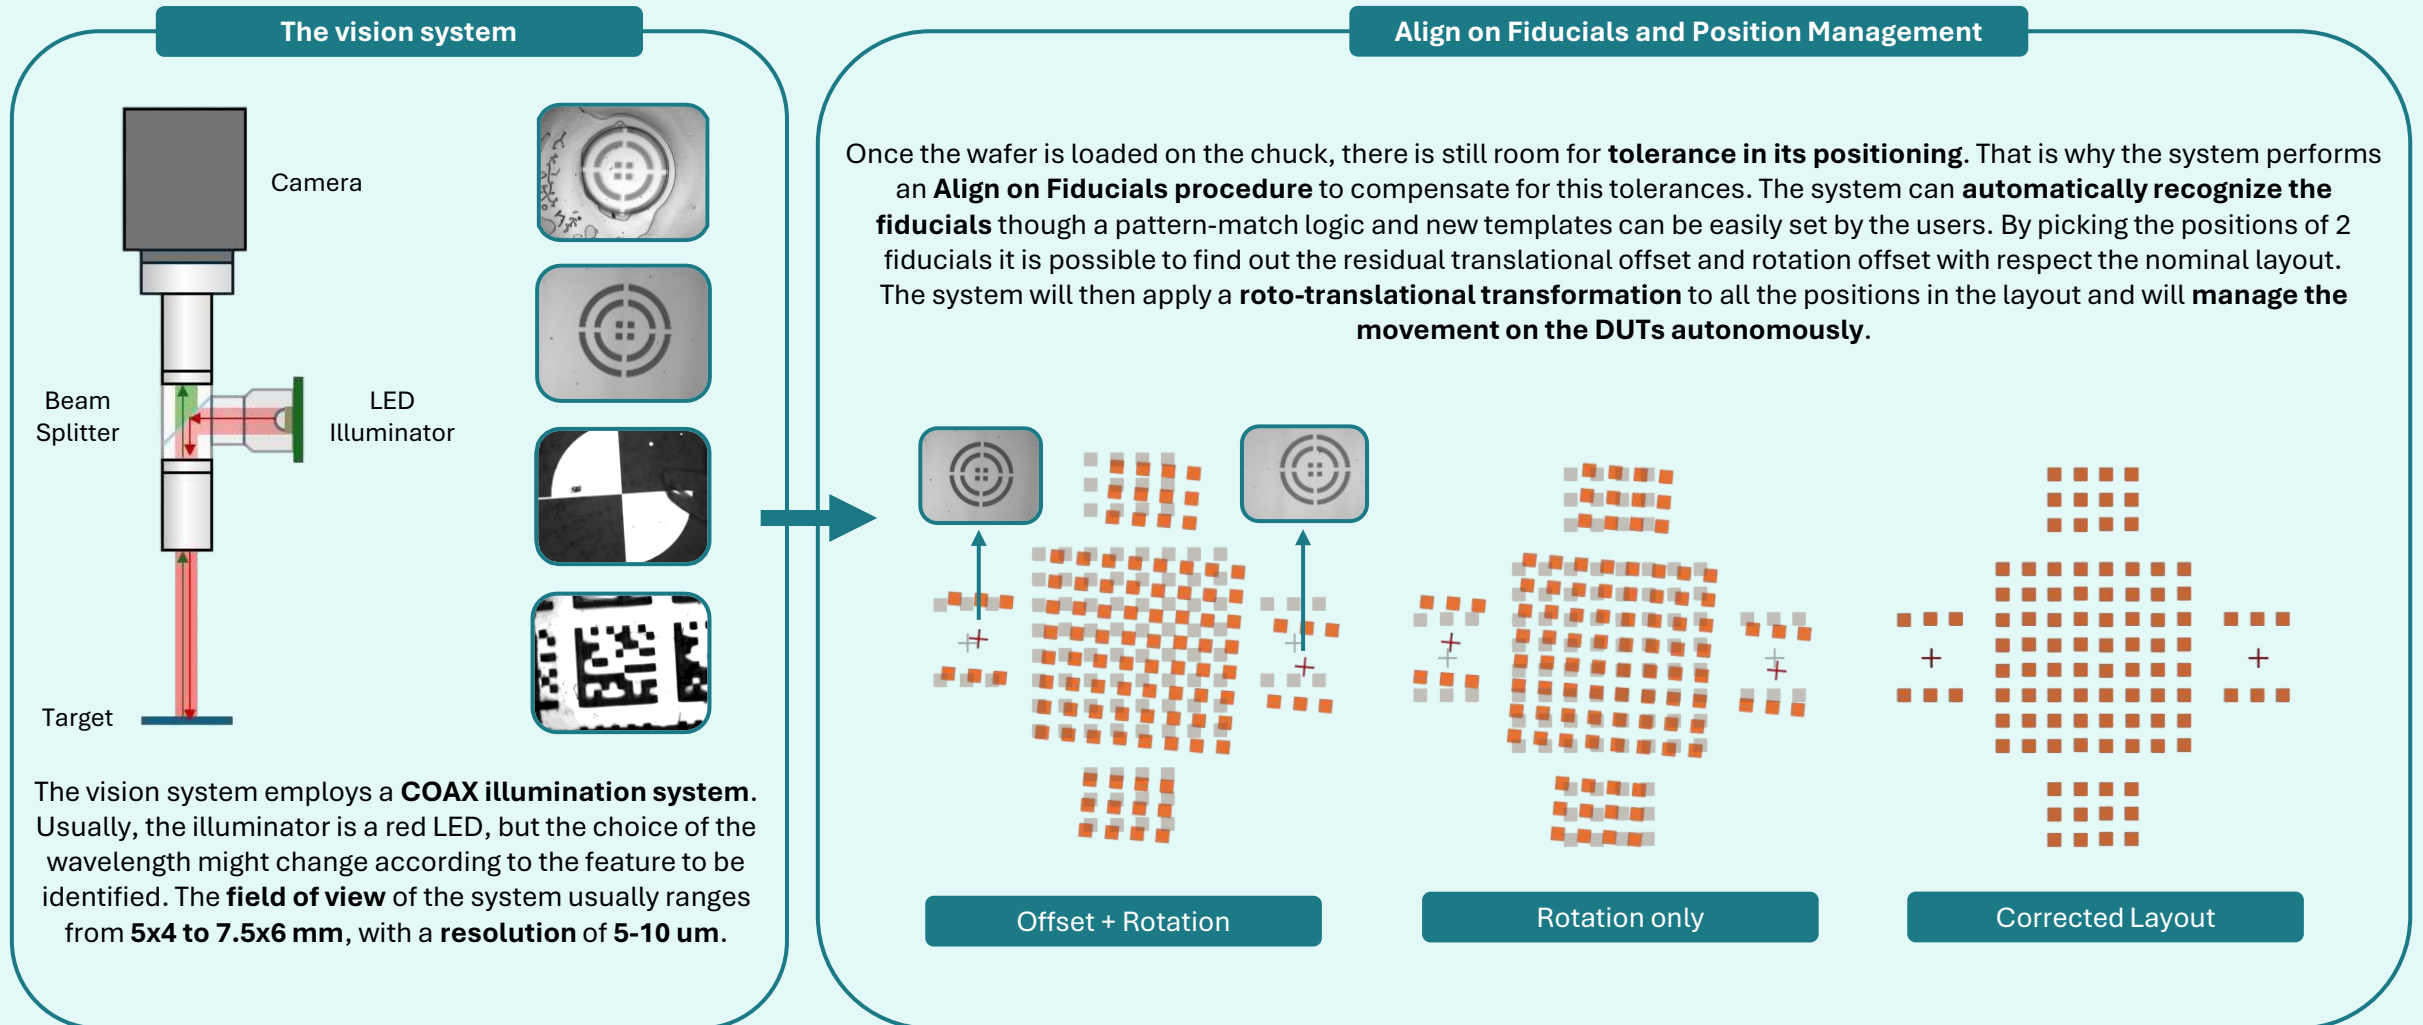 The vision system
Camera
Beam
Splitter
LED
Illuminator
Target
The vision system employs a COAX illumination system.
Usually, the illuminator is a red LED, but the choice of the
wavelength might change according to the feature to be
identified. The field of view of the system usually ranges
from 5x4 to 7.5x6 mm, with a resolution of 5-10 um.
Align on Fiducials and Position Management
Once the wafer is loaded on the chuck, there is still room for tolerance in its positioning. That is why the system performs
an Align on Fiducials procedure to compensate for this tolerances. The system can automatically recognize the
fiducials though a pattern-match logic and new templates can be easily set by the users. By picking the positions of 2
fiducials it is possible to find out the residual translational offset and rotation offset with respect the nominal layout.
The system will then apply a roto-translational transformation to all the positions in the layout and will manage the
movement on the DUTs autonomously.
Offset + Rotation
Rotation only
Corrected Layout